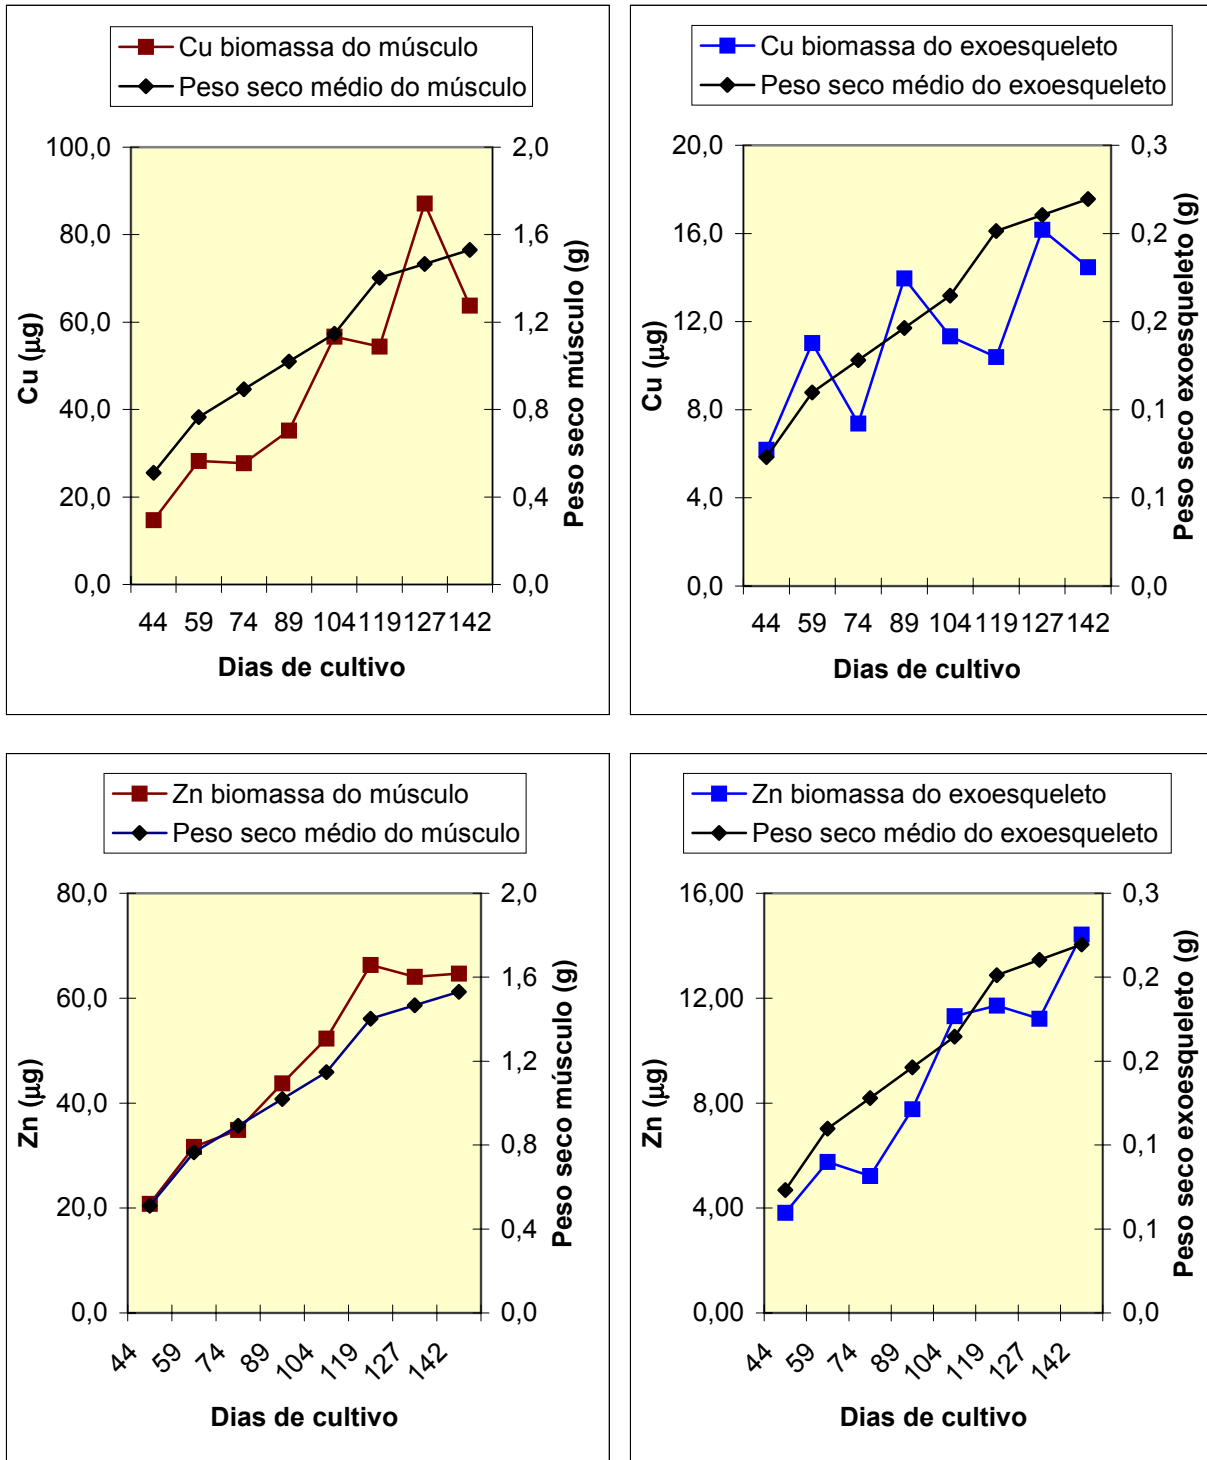 Cu biomassa do músculo
Peso seco médio do músculo
100,0
80,0
60,0
40,0
20,0
0,0
Cu (µg)
2,0
1,6
1,2
0,8
0,4
0,0
Peso seco músculo (g)
44 59 74 89 104 119 127 142
Dias de cultivo
Cu biomassa do exoesqueleto
Peso seco médio do exoesqueleto
20,0
16,0
12,0
8,0
4,0
0,0
Cu (µg)
0,3
0,2
0,2
0,1
0,1
0,0
Peso seco exoesqueleto (g)
44 59 74 89 104 119 127 142
Dias de cultivo
Zn biomassa do músculo
Peso seco médio do músculo
80,0
60,0
40,0
20,0
0,0
Zn (µg)
2,0
1,6
1,2
0,8
0,4
0,0
Peso seco músculo (g)
44 59 74 89 104 119 127 142
Dias de cultivo
Zn biomassa do exoesqueleto
Peso seco médio do exoesqueleto
16,00
12,00
8,00
4,00
0,00
Zn (µg)
0,3
0,2
0,2
0,1
0,1
0,0
Peso seco exoesqueleto (g)
44 59 74 89 104 119 127 142
Dias de cultivo